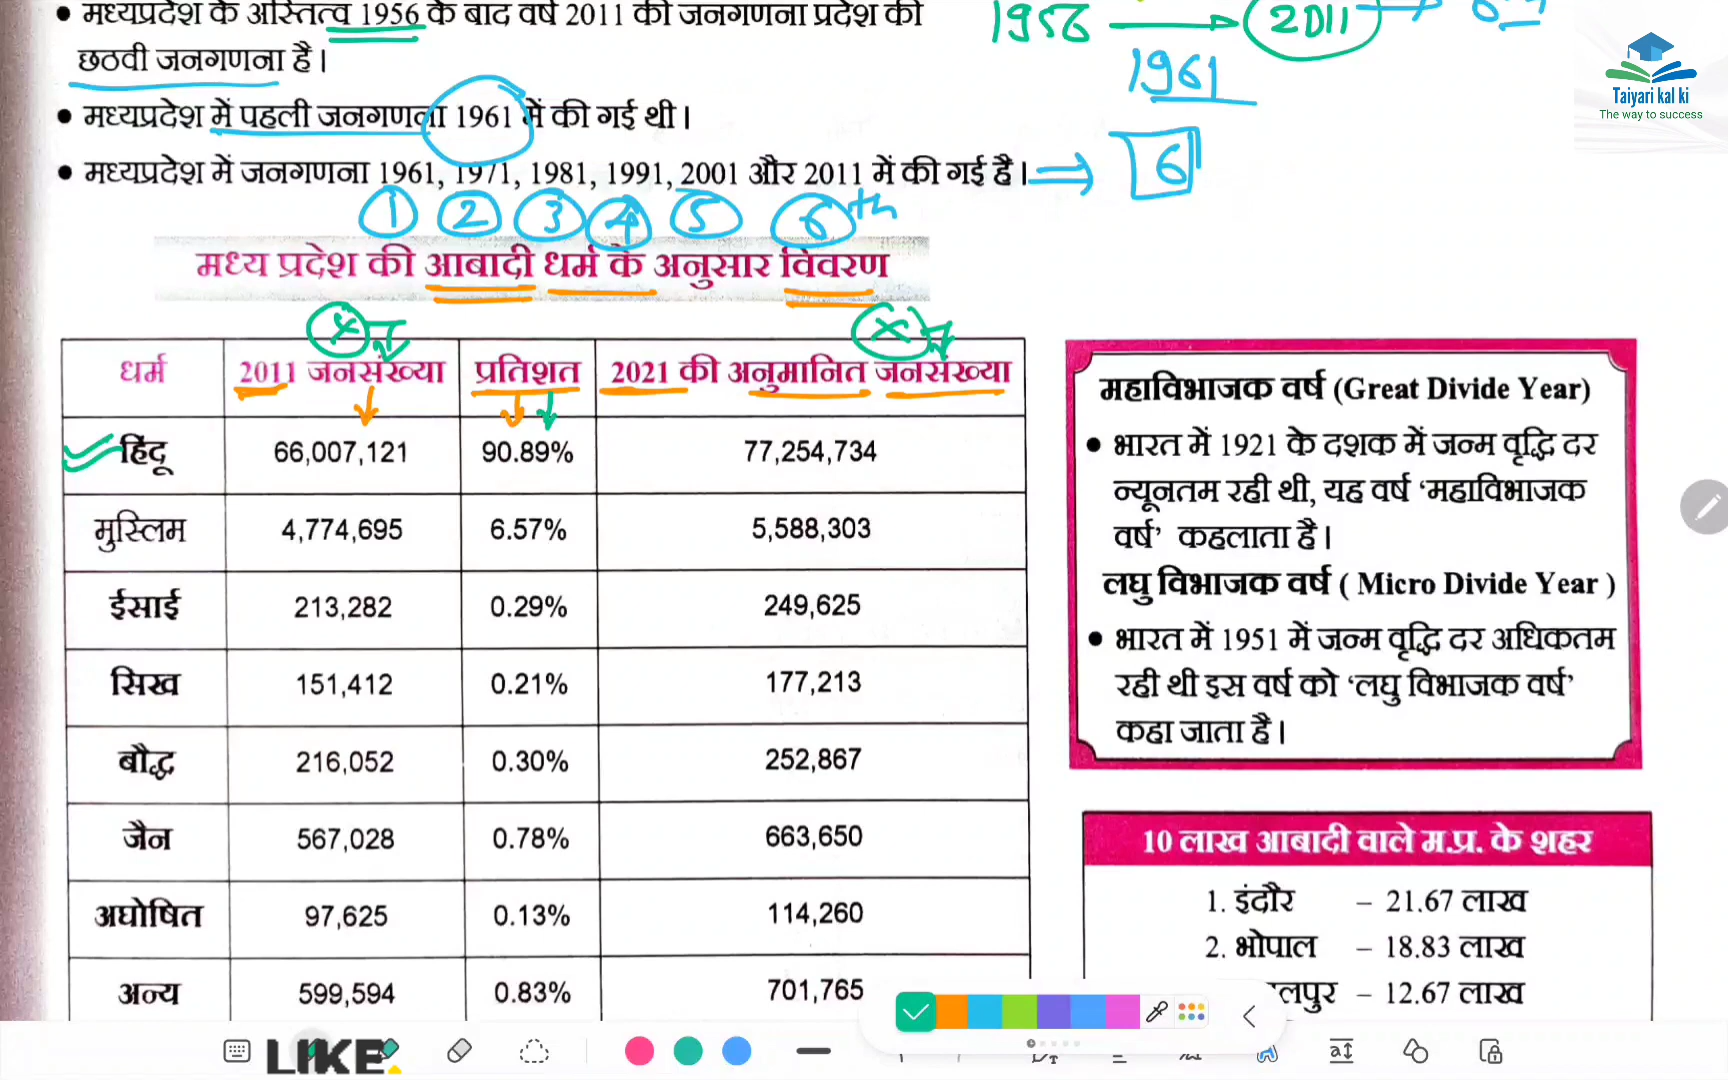 • मध्यप्रदेश के अस्तित्व 1956 के बाद वर्ष 2011 की जनगणना प्रदेश की
छठवी जनगणना है।
• मध्यप्रदेश में पहली जनगणना 1961 में की गई थी।
• मध्यप्रदेश में जनगणना 1961, 1971, 1981, 1991, 2001 और 2011 में की गई है।
1956 2011
1961
6
1 2 3 4 5 6th
Taiyari kal ki
The way to success
मध्य प्रदेश की आबादी धर्म के अनुसार विवरण
धर्म 2011 जनसंख्या प्रतिशत 2021 की अनुमानित जनसंख्या
हिंदू 66,007,121 90.89% 77,254,734
मुस्लिम 4,774,695 6.57% 5,588,303
ईसाई 213,282 0.29% 249,625
सिख 151,412 0.21% 177,213
बौद्ध 216,052 0.30% 252,867
जैन 567,028 0.78% 663,650
अघोषित 97,625 0.13% 114,260
अन्य 599,594 0.83% 701,765
महाविभाजक वर्ष (Great Divide Year)
• भारत में 1921 के दशक में जन्म वृद्धि दर
न्यूनतम रही थी, यह वर्ष ‘महाविभाजक
वर्ष’ कहलाता है।
लघु विभाजक वर्ष ( Micro Divide Year )
• भारत में 1951 में जन्म वृद्धि दर अधिकतम
रही थी इस वर्ष को ‘लघु विभाजक वर्ष’
कहा जाता है।
10 लाख आबादी वाले म.प्र. के शहर
1. इंदौर – 21.67 लाख
2. भोपाल – 18.83 लाख
लपुर – 12.67 लाख
LIKE